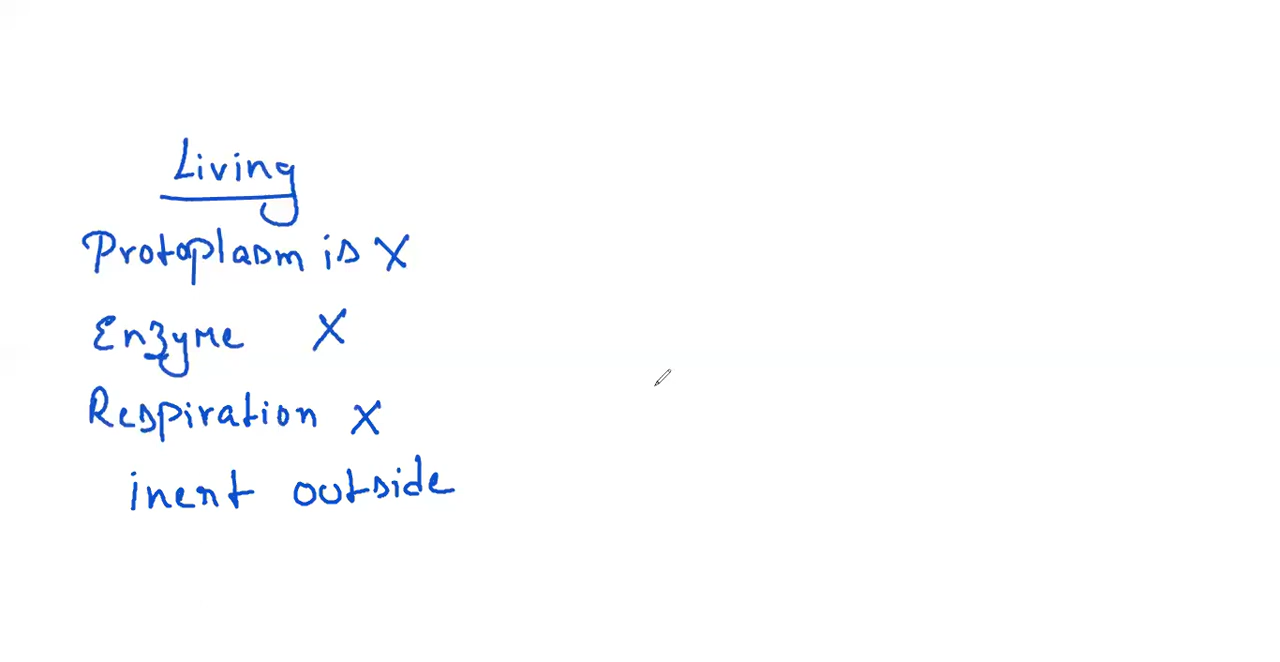 Living
Protoplasm is X
Enzyme X
Respiration X
inert outside